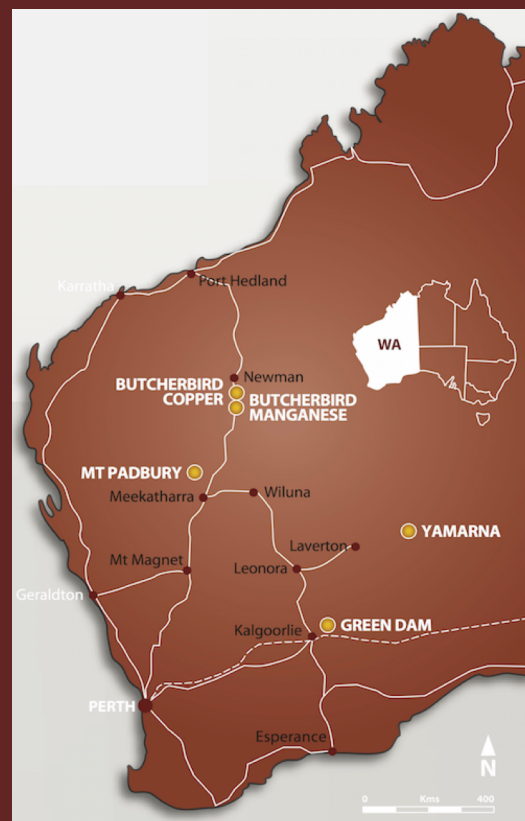 Karratha
Port Hedland
WA
Newman
BUTCHERBIRD
COPPER
BUTCHERBIRD
MANGANESE
MT PADBURY
Meekatharra
Wiluna
YAMARNA
Laverton
Mt Magnet
Leonora
Geraldton
GREEN DAM
Kalgoorlie
PERTH
Esperance
N
0 Kms 400